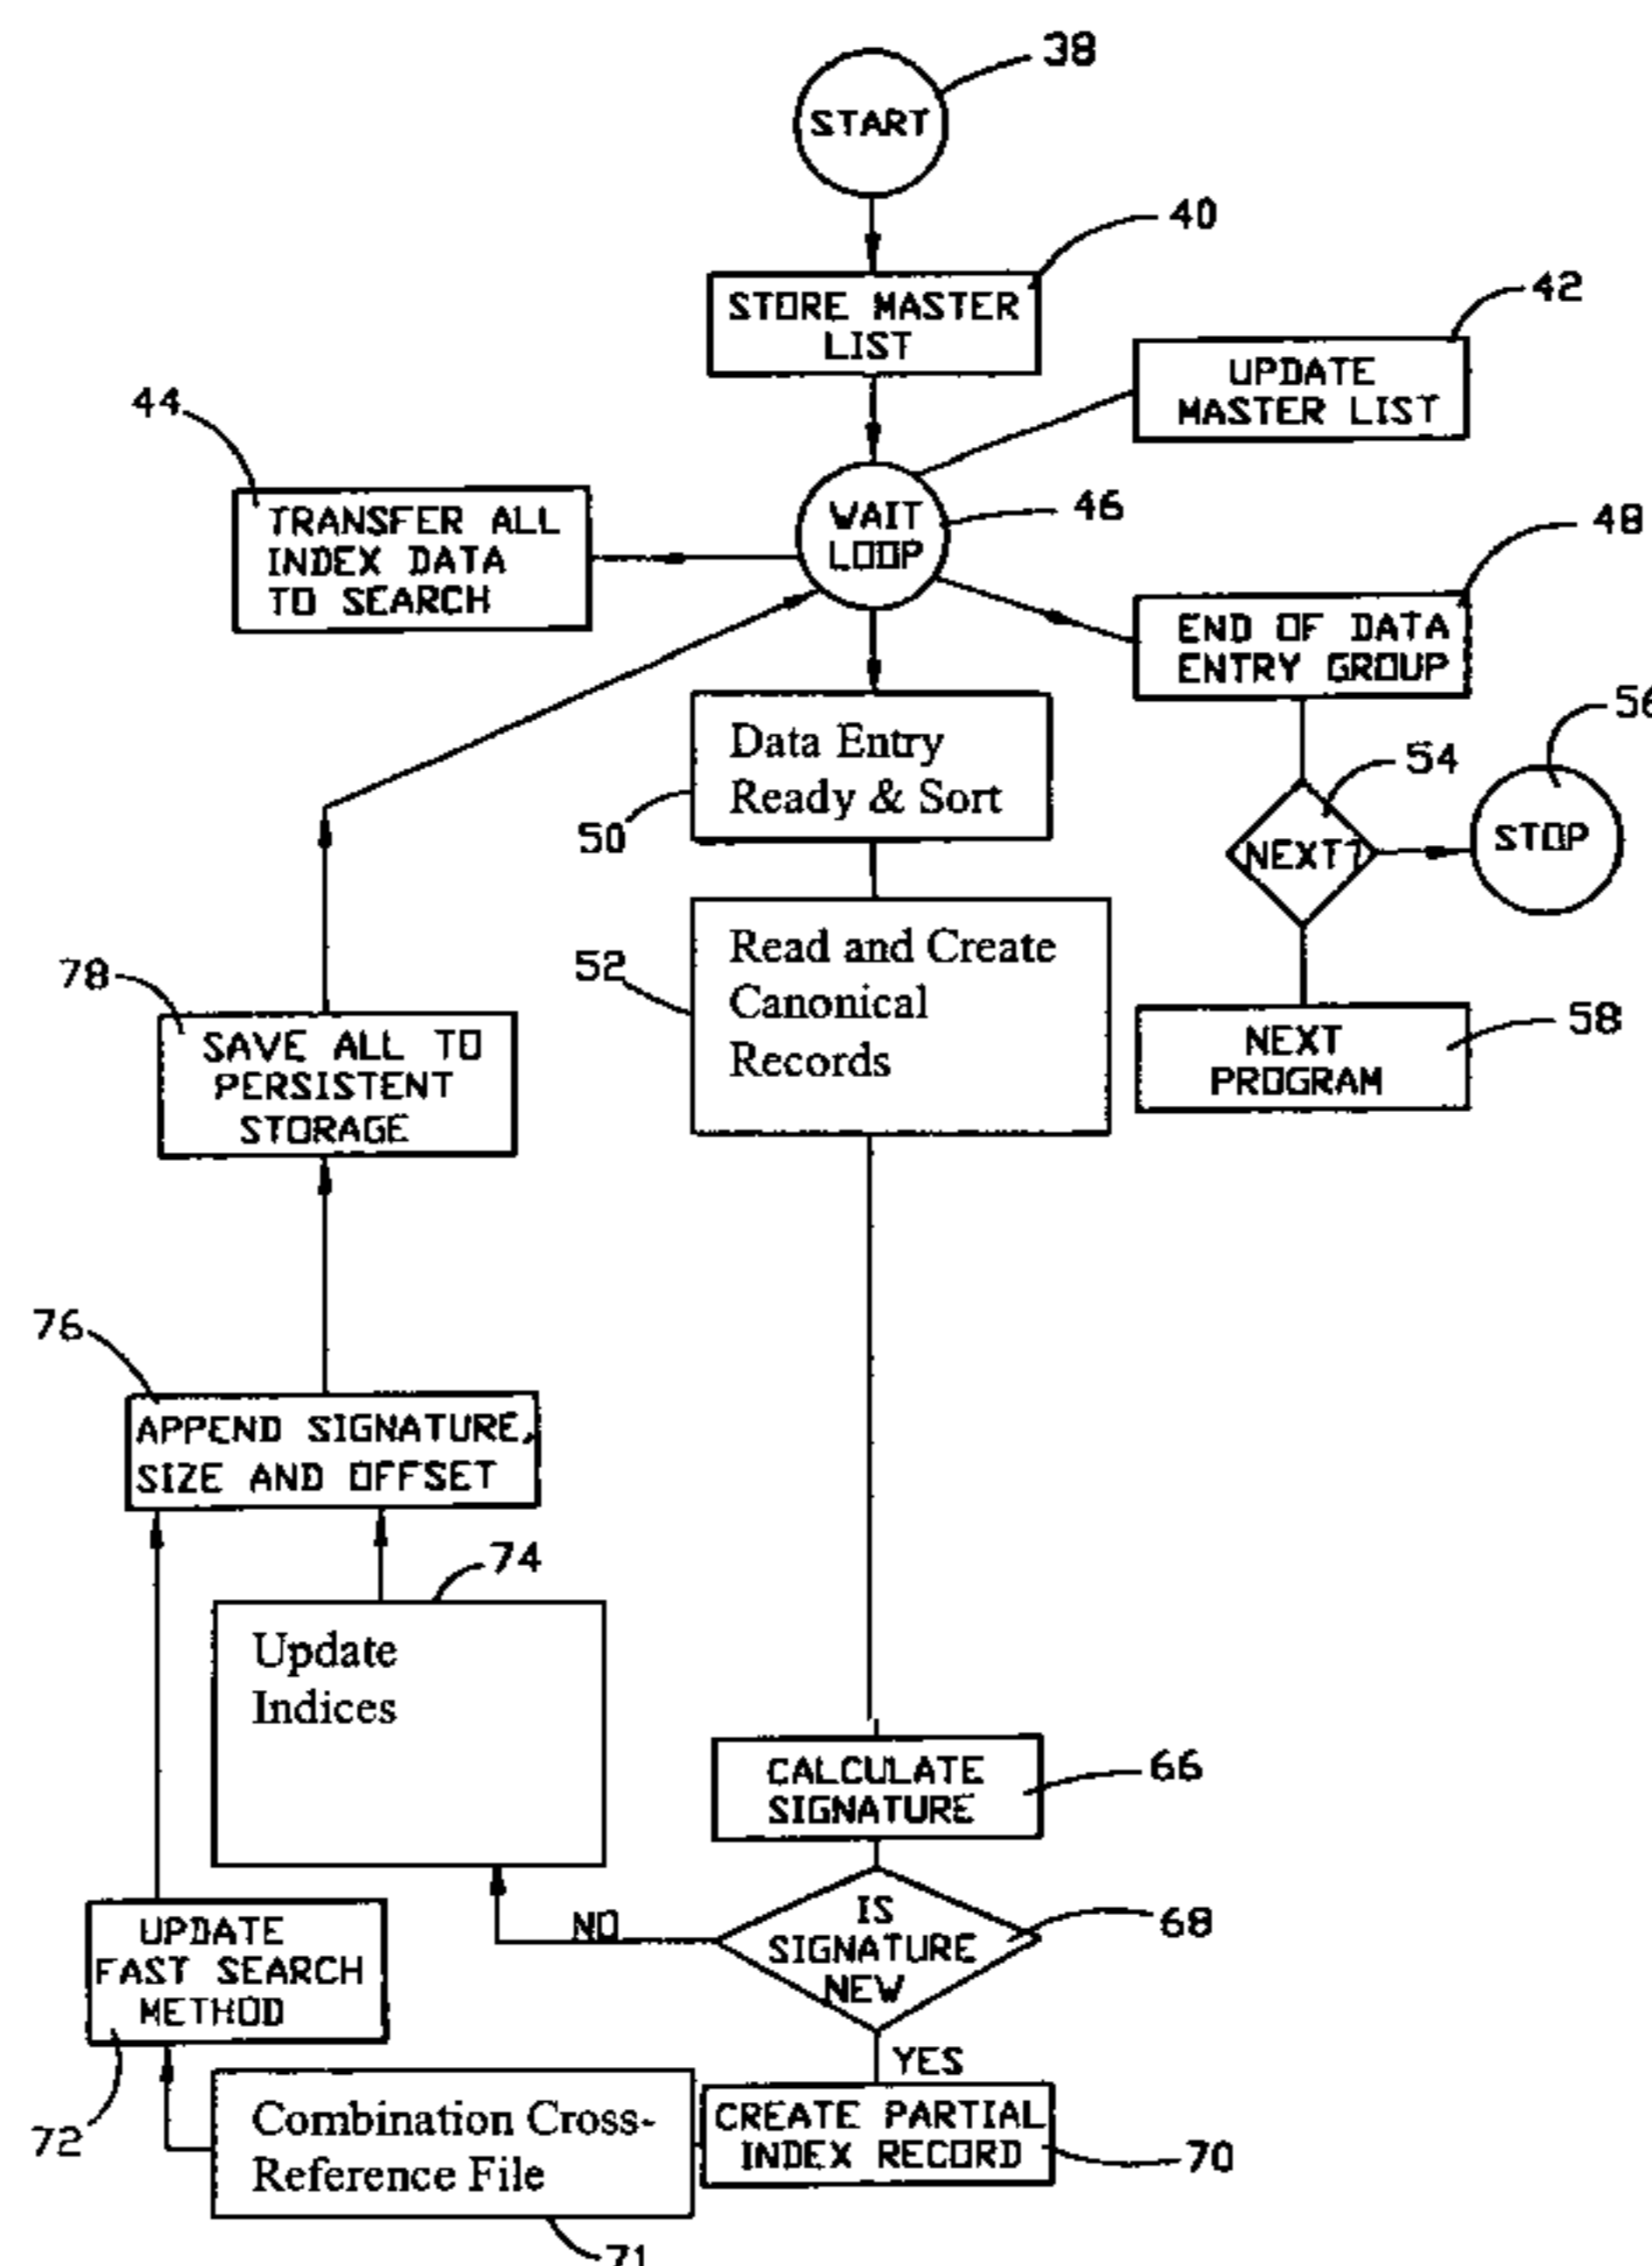 38
START
40
STORE MASTER
LIST
42
UPDATE
MASTER LIST
44
TRANSFER ALL
INDEX DATA
TO SEARCH
WAIT
LOOP
46
48
END OF DATA
ENTRY GROUP
50
Data Entry
Ready & Sort
54
NEXT?
56
STOP
52
Read and Create
Canonical
Records
58
NEXT
PROGRAM
78
SAVE ALL TO
PERSISTENT
STORAGE
76
APPEND SIGNATURE,
SIZE AND OFFSET
74
Update
Indices
66
CALCULATE
SIGNATURE
68
IS
SIGNATURE
NEW
NO
YES
UPDATE
FAST SEARCH
METHOD
72
Combination Cross-
Reference File
71
CREATE PARTIAL
INDEX RECORD
70